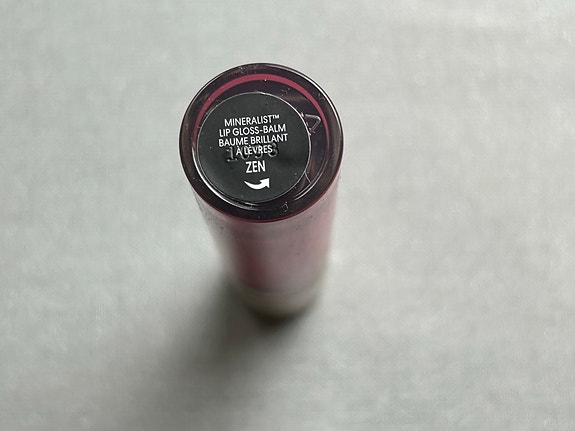 MINERALIST™
LIP GLOSS-BALM
BAUME BRILLANT
À LÈVRES
ZEN